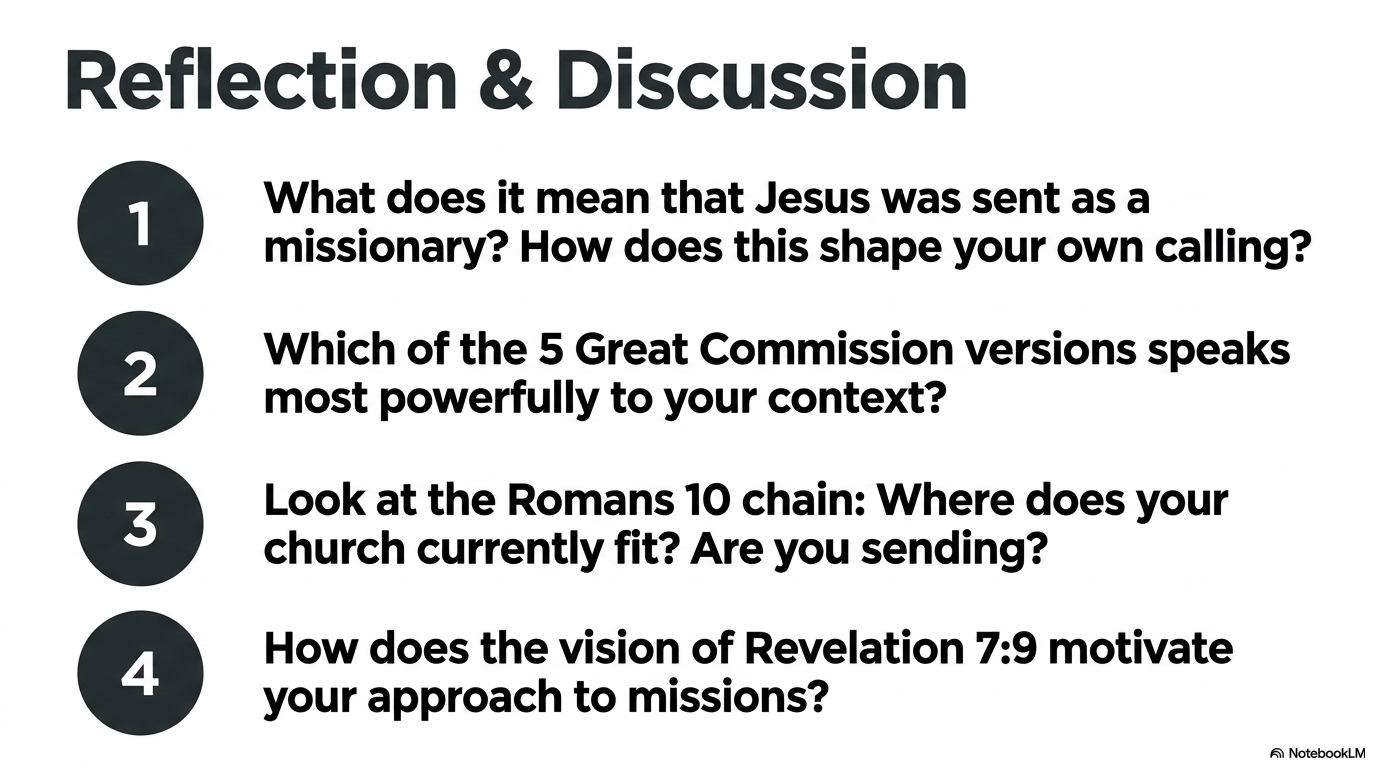 Reflection & Discussion
1
What does it mean that Jesus was sent as a
missionary? How does this shape your own calling?
2
Which of the 5 Great Commission versions speaks
most powerfully to your context?
3
Look at the Romans 10 chain: Where does your
church currently fit? Are you sending?
4
How does the vision of Revelation 7:9 motivate
your approach to missions?
NotebookLM